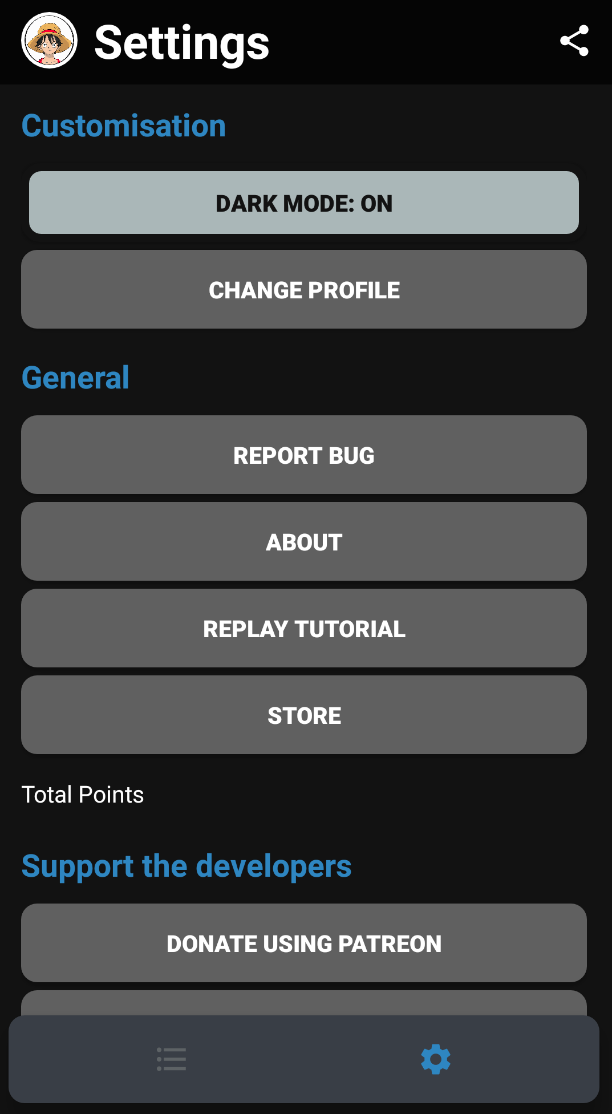 Settings
Customisation
DARK MODE: ON
CHANGE PROFILE
General
REPORT BUG
ABOUT
REPLAY TUTORIAL
STORE
Total Points
Support the developers
DONATE USING PATREON